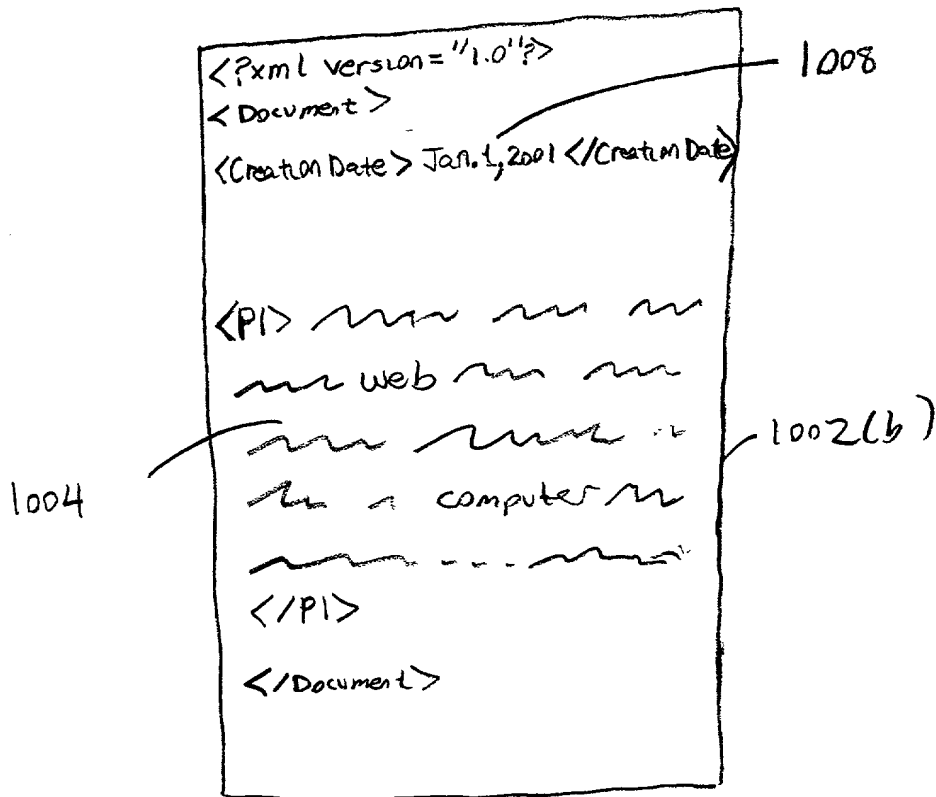 <?xml version="1.0"?>
1008
<Document>
<Creation Date> Jan. 1, 2001 </Creation Date>
<P1>
web
1002(b)
1004
computer
</P1>
</Document>